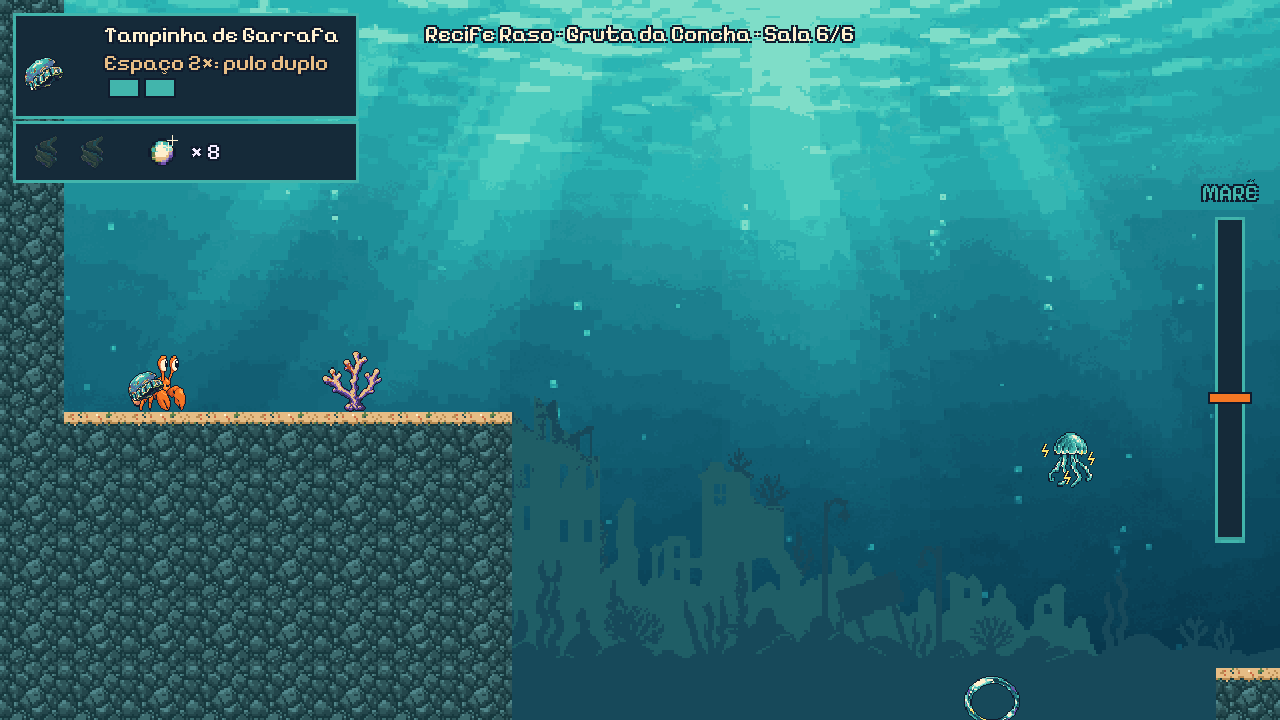 Tampinha de Garrafa
Espaço 2×: pulo duplo
× 8
Recife Raso · Gruta da Concha · Sala 6/6
MARÉ